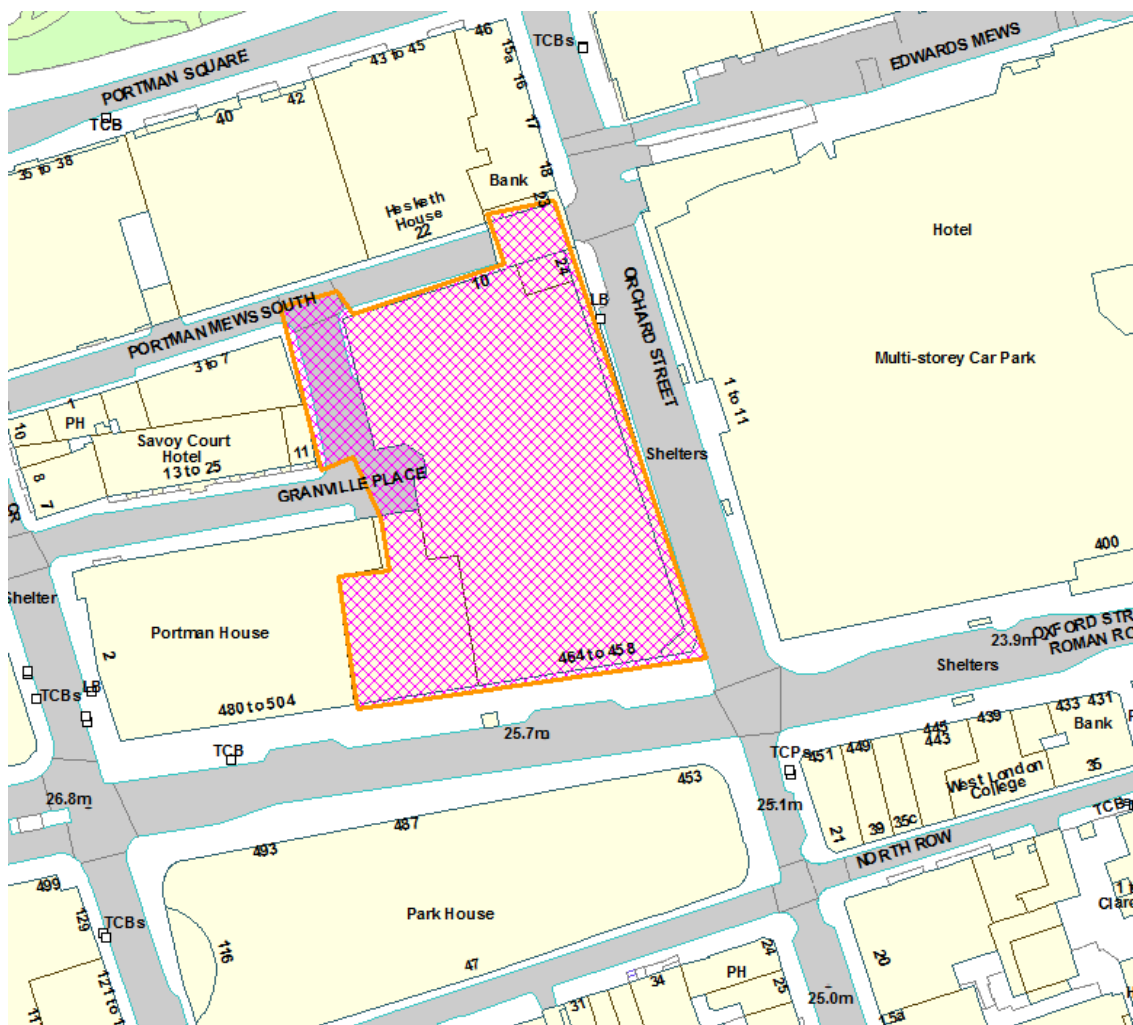 46
43 to 45
15a
TCBs
EDWARDS MEWS
PORTMAN SQUARE
42
16
TCB
40
17
35 to 38
18
Bank
23
Hesketh
House
22
Hotel
24
10
ORCHARD STREET
LB
PORTMAN MEWS SOUTH
3 to 7
Multi-storey Car Park
1 to 11
1
PH
10
Savoy Court
Hotel
13 to 25
11
8
7
Shelters
GRANVILLE PLACE
400
Shelter
Portman House
2
464 to 458
23.9m
OXFORD STR
ROMAN RO
Shelters
LB
TCBs
480 to 504
433
431
439
Bank
445
443
25.7m
TCB
TCPs
451
449
West London
College
35
453
26.8m
25.1m
35c
39
21
TCBs
487
NORTH ROW
493
499
129
TCBs
Park House
116
47
24
PH
25
34
31
20
Clare
121 to 1
25.0m
15a